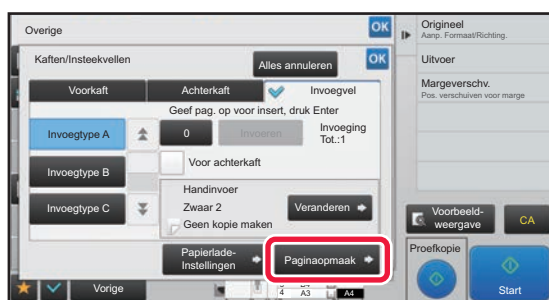 Overige
OK
Kaften/Insteekvellen
Alles annuleren
OK
Voorkaft
Achterkaft
Invoegvel
Geef pag. op voor insert, druk Enter
Invoegtype A
0
Invoeren
Invoeging
Tot.:1
Voor achterkaft
Invoegtype B
Handinvoer
Invoegtype C
Zwaar 2
Veranderen
Geen kopie maken
Papierlade-
Instellingen
Paginaopmaak
Vorige
4 A3
A4
Origineel
Aanp. Formaat/Richting.
Uitvoer
Margeverschv.
Pos. verschuiven voor marge
Voorbeeld-
weergave
CA
Proefkopie
Start